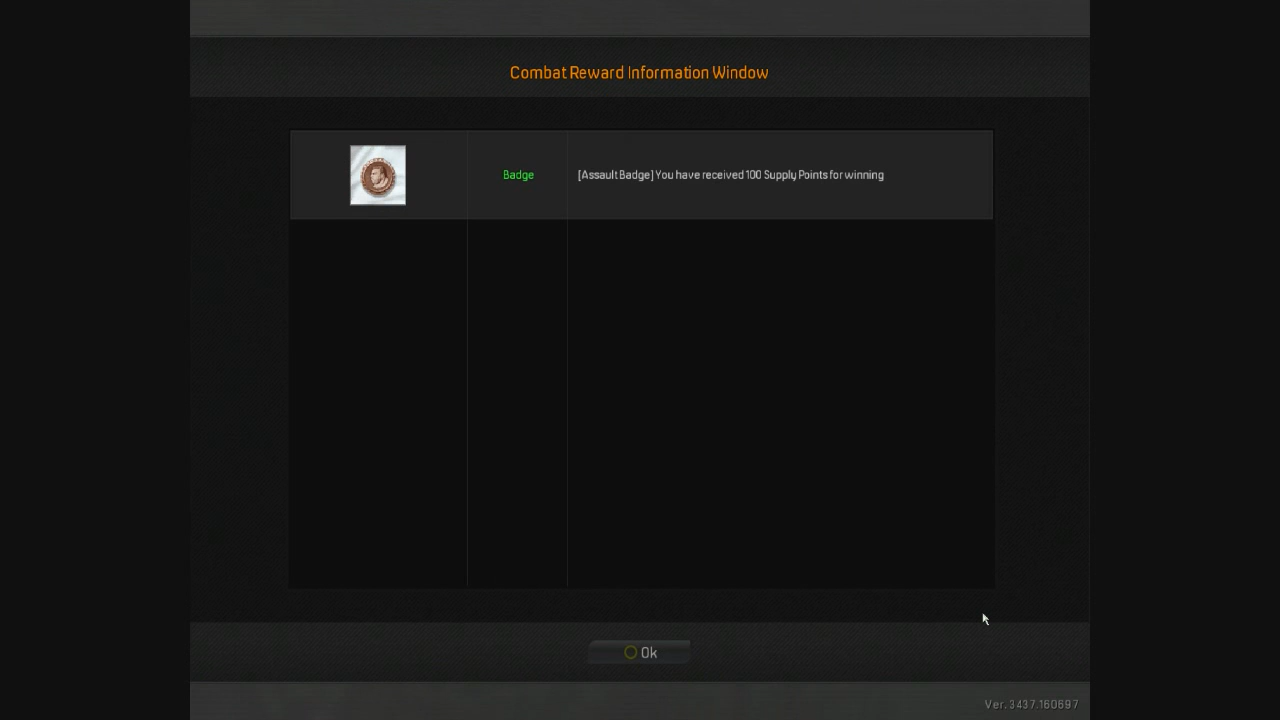 Combat Reward Information Window
Badge
[Assault Badge] You have received 100 Supply Points for winning
Ok
Ver. 3437.160697